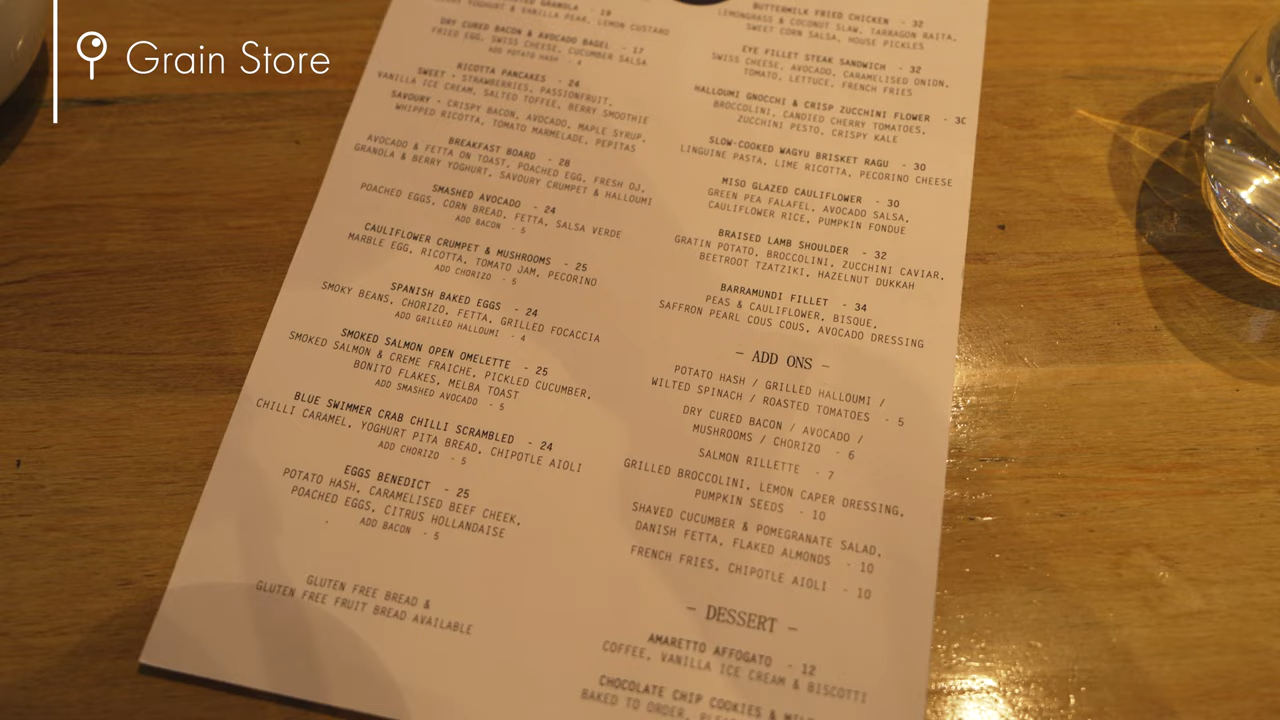 Grain Store
GRANOLA - 19
YOGHURT & VANILLA PEAR, LEMON CUSTARD
DRY CURED BACON & AVOCADO BAGEL - 17
FRIED EGG, SWISS CHEESE, CUCUMBER SALSA
ADD POTATO HASH - 4
RICOTTA PANCAKES - 24
SWEET - STRAWBERRIES, PASSIONFRUIT,
VANILLA ICE CREAM, SALTED TOFFEE, BERRY SMOOTHIE
SAVOURY - CRISPY BACON, AVOCADO, MAPLE SYRUP,
WHIPPED RICOTTA, TOMATO MARMELADE, PEPITAS
BREAKFAST BOARD - 28
AVOCADO & FETTA ON TOAST, POACHED EGG, FRESH OJ,
GRANOLA & BERRY YOGHURT, SAVOURY CRUMPET & HALLOUMI
SMASHED AVOCADO - 24
POACHED EGGS, CORN BREAD, FETTA, SALSA VERDE
ADD BACON - 5
CAULIFLOWER CRUMPET & MUSHROOMS - 25
MARBLE EGG, RICOTTA, TOMATO JAM, PECORINO
ADD CHORIZO - 5
SPANISH BAKED EGGS - 24
SMOKY BEANS, CHORIZO, FETTA, GRILLED FOCACCIA
ADD GRILLED HALLOUMI - 4
SMOKED SALMON OPEN OMELETTE - 25
SMOKED SALMON & CREME FRAICHE, PICKLED CUCUMBER,
BONITO FLAKES, MELBA TOAST
ADD SMASHED AVOCADO - 5
BLUE SWIMMER CRAB CHILLI SCRAMBLED - 24
CHILLI CARAMEL, YOGHURT PITA BREAD, CHIPOTLE AIOLI
ADD CHORIZO - 5
EGGS BENEDICT - 25
POTATO HASH, CARAMELISED BEEF CHEEK,
POACHED EGGS, CITRUS HOLLANDAISE
ADD BACON - 5
GLUTEN FREE BREAD &
GLUTEN FREE FRUIT BREAD AVAILABLE
BUTTERMILK FRIED CHICKEN - 32
LEMONGRASS & COCONUT SLAW, TARRAGON RAITA,
SWEET CORN SALSA, HOUSE PICKLES
EYE FILLET STEAK SANDWICH - 32
SWISS CHEESE, AVOCADO, CARAMELISED ONION,
TOMATO, LETTUCE, FRENCH FRIES
HALLOUMI GNOCCHI & CRISP ZUCCHINI FLOWER - 30
BROCCOLINI, CANDIED CHERRY TOMATOES,
ZUCCHINI PESTO, CRISPY KALE
SLOW-COOKED WAGYU BRISKET RAGU - 30
LINGUINE PASTA, LIME RICOTTA, PECORINO CHEESE
MISO GLAZED CAULIFLOWER - 30
GREEN PEA FALAFEL, AVOCADO SALSA,
CAULIFLOWER RICE, PUMPKIN FONDUE
BRAISED LAMB SHOULDER - 32
GRATIN POTATO, BROCCOLINI, ZUCCHINI CAVIAR,
BEETROOT TZATZIKI, HAZELNUT DUKKAH
BARRAMUNDI FILLET - 34
PEAS & CAULIFLOWER, BISQUE,
SAFFRON PEARL COUS COUS, AVOCADO DRESSING
- ADD ONS -
POTATO HASH / GRILLED HALLOUMI /
WILTED SPINACH / ROASTED TOMATOES - 5
DRY CURED BACON / AVOCADO /
MUSHROOMS / CHORIZO - 6
SALMON RILLETTE - 7
GRILLED BROCCOLINI, LEMON CAPER DRESSING,
PUMPKIN SEEDS - 10
SHAVED CUCUMBER & POMEGRANATE SALAD,
DANISH FETTA, FLAKED ALMONDS - 10
FRENCH FRIES, CHIPOTLE AIOLI - 10
- DESSERT -
AMARETTO AFFOGATO - 12
COFFEE, VANILLA ICE CREAM & BISCOTTI
CHOCOLATE CHIP COOKIES &
BAKED TO ORDER,